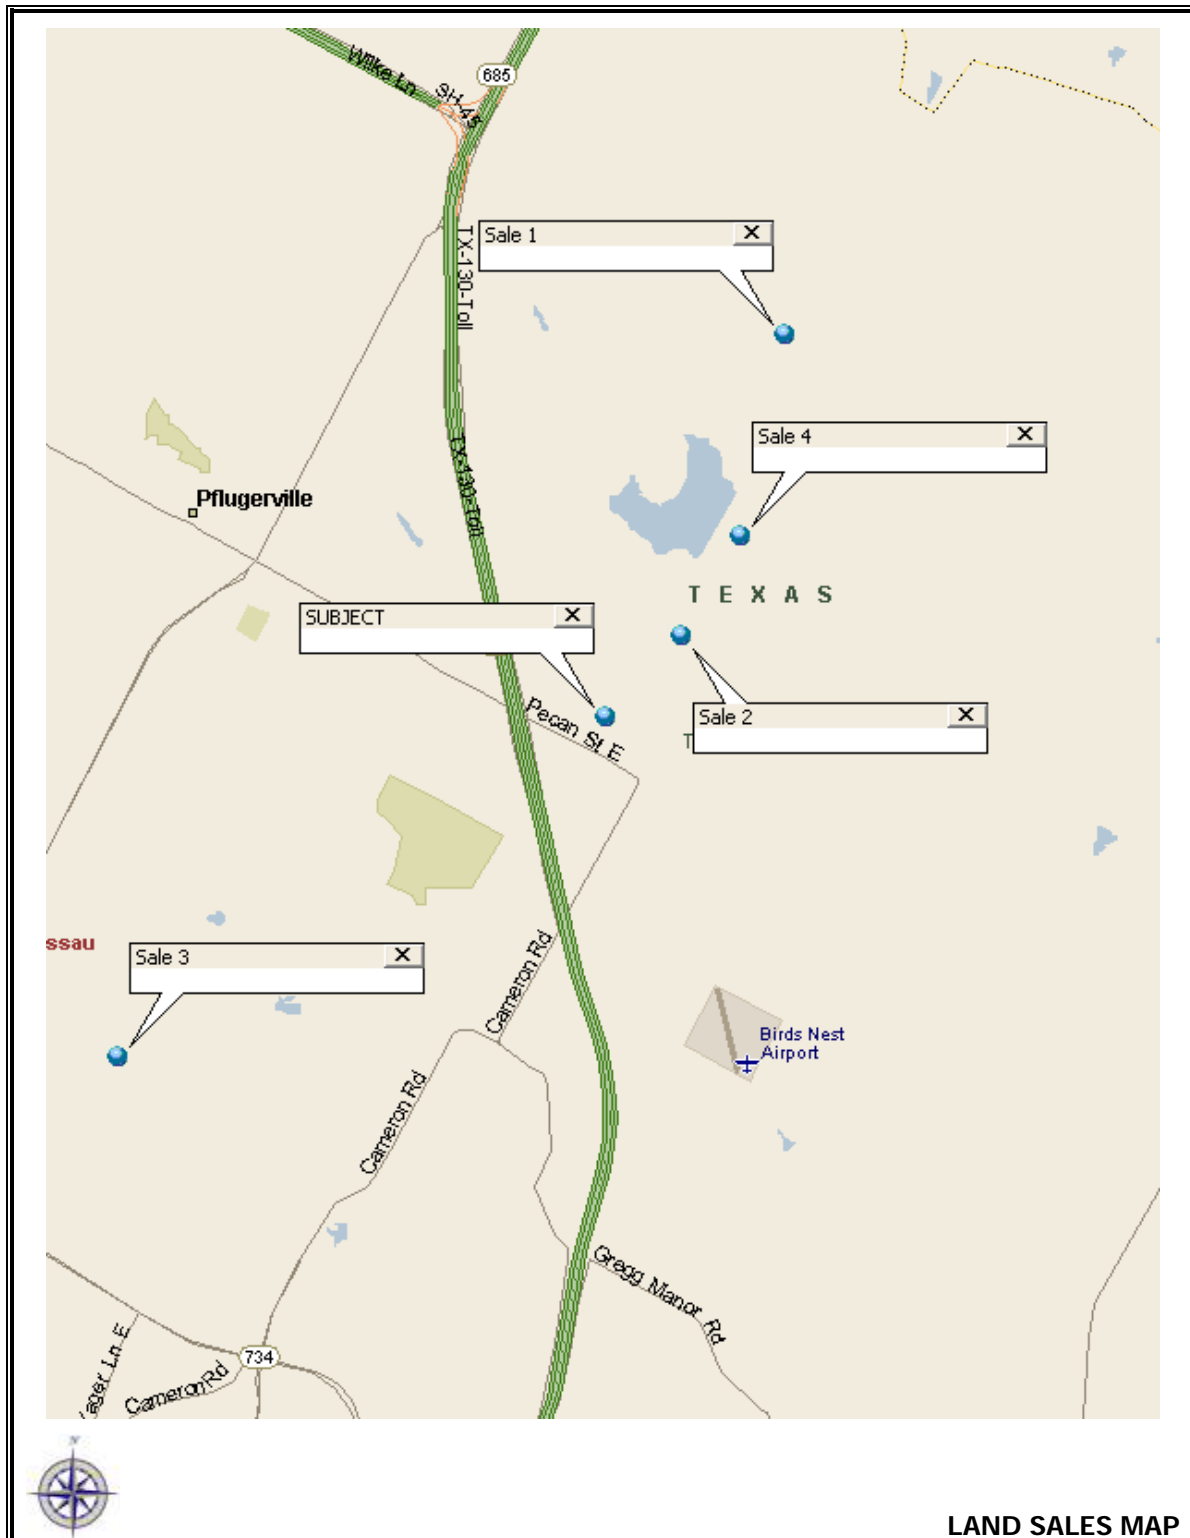 Wilke Ln
SH-45
685
TX-130-Toll
Sale 1
Sale 4
TX-130-Toll
Pflugerville
T E X A S
SUBJECT
Sale 2
T
Pecan St E
ssau
Sale 3
Cameron Rd
Birds Nest
Airport
Cameron Rd
Gregg Manor Rd
734
Yager Ln E
Cameron Rd
N
LAND SALES MAP